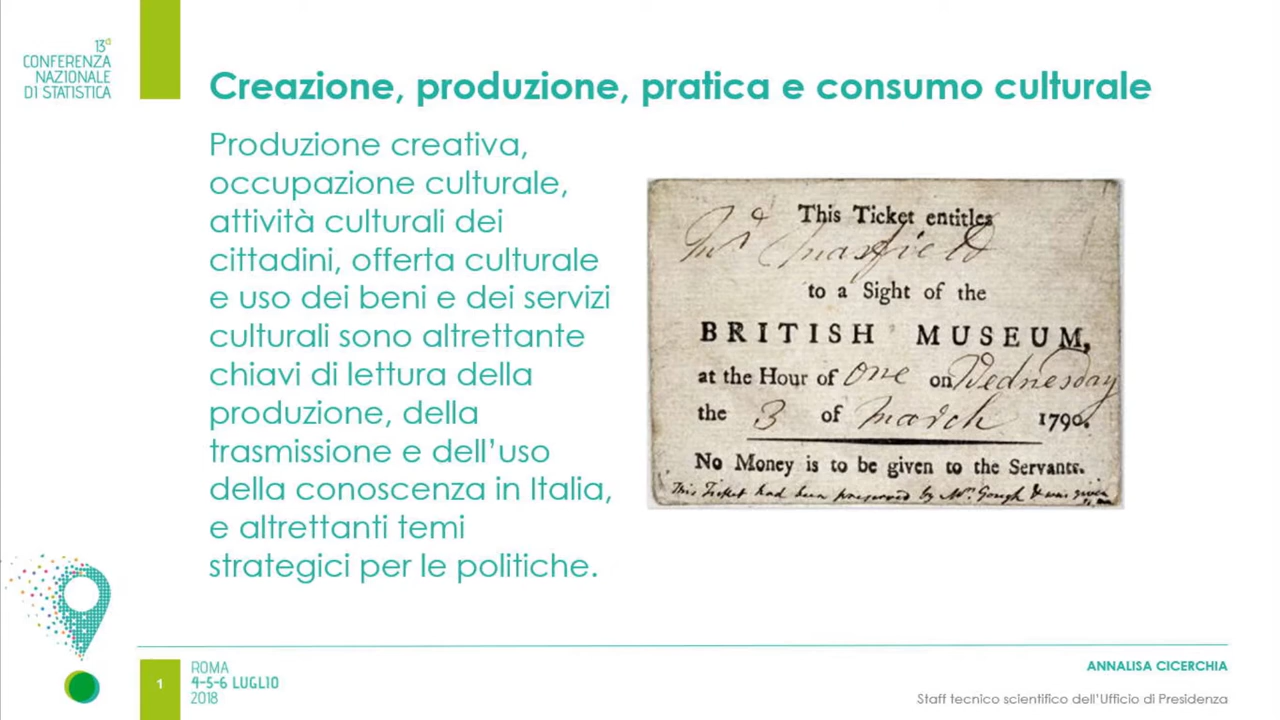 13ª
CONFERENZA
NAZIONALE
DI STATISTICA
Creazione, produzione, pratica e consumo culturale
Produzione creativa,
occupazione culturale,
attività culturali dei
cittadini, offerta culturale
e uso dei beni e dei servizi
culturali sono altrettante
chiavi di lettura della
produzione, della
trasmissione e dell'uso
della conoscenza in Italia,
e altrettanti temi
strategici per le politiche.
This Ticket entitles
to a Sight of the
BRITISH MUSEUM,
at the Hour of One on Wednesday
the 3 of March 1790.
No Money is to be given to the Servants.
This Ticket had been preserved by Mr. Gough & was given
1
ROMA
4-5-6 LUGLIO
2018
ANNALISA CICERCHIA
Staff tecnico scientifico dell'Ufficio di Presidenza